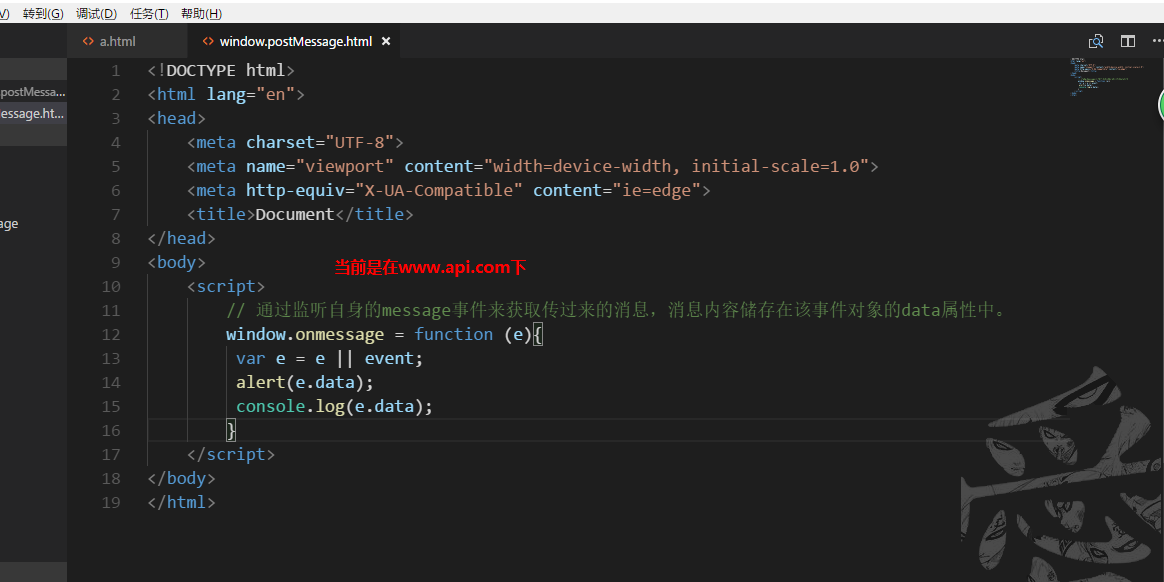 V) 转到(G) 调试(D) 任务(T) 帮助(H)
<> a.html <> window.postMessage.html ×
postMessa...
essage.ht...
age
1 <!DOCTYPE html>
2 <html lang="en">
3 <head>
4 <meta charset="UTF-8">
5 <meta name="viewport" content="width=device-width, initial-scale=1.0">
6 <meta http-equiv="X-UA-Compatible" content="ie=edge">
7 <title>Document</title>
8 </head>
9 <body>
当前是在www.api.com下
10 <script>
11 // 通过监听自身的message事件来获取传过来的消息，消息内容储存在该事件对象的data属性中。
12 window.onmessage = function (e){
13 var e = e || event;
14 alert(e.data);
15 console.log(e.data);
16 }
17 </script>
18 </body>
19 </html>